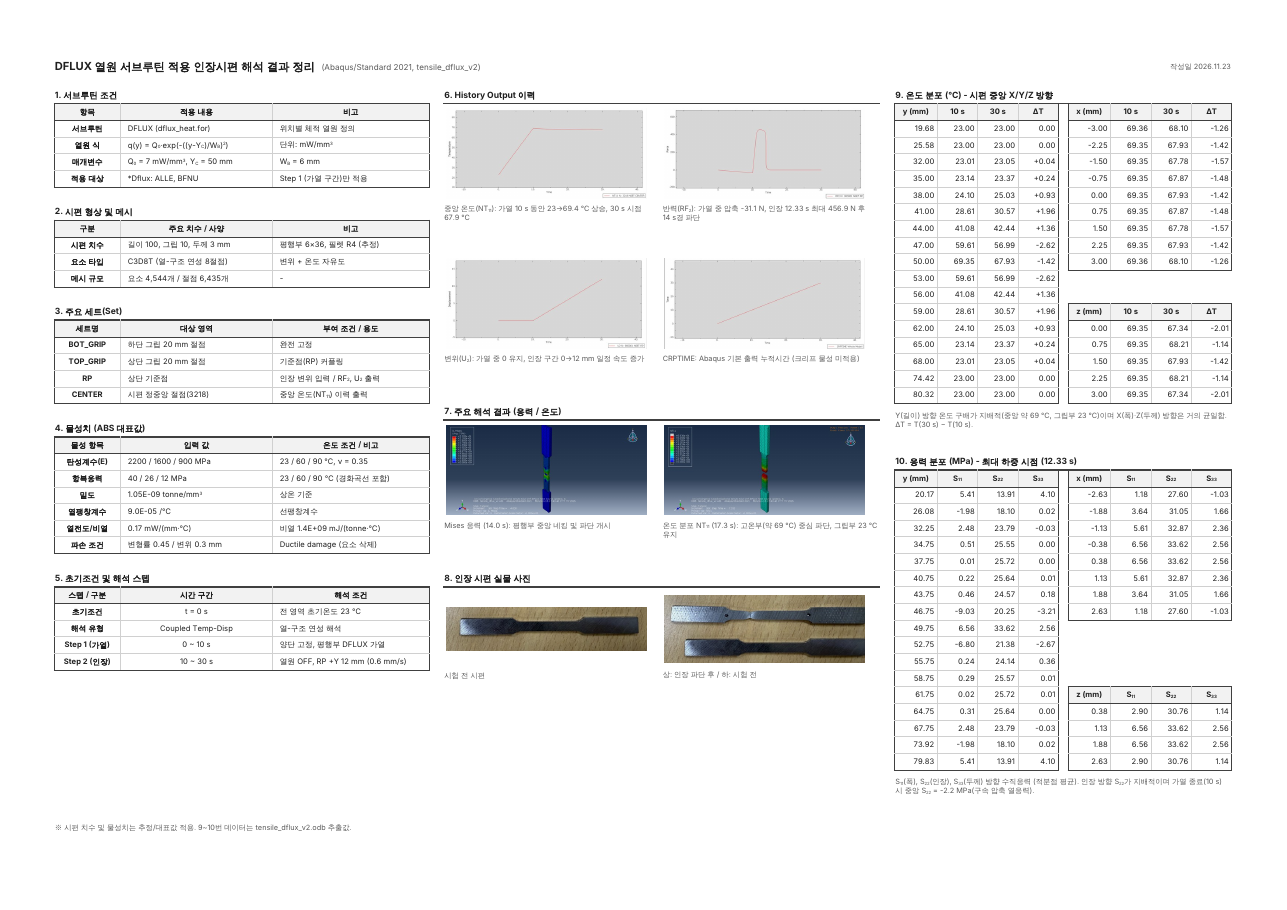 DFLUX 열원 서브루틴 적용 인장시편 해석 결과 정리 (Abaqus/Standard 2021, tensile_dflux_v2)
작성일 2026.11.23
1. 서브루틴 조건
항목 적용 내용 비고
서브루틴 DFLUX (dflux_heat.for) 위치별 체적 열원 정의
열원 식 q(y) = Q₀·exp(-((y-Y꜀)/W₀)²) 단위: mW/mm³
매개변수 Q₀ = 7 mW/mm³, Y꜀ = 50 mm W₀ = 6 mm
적용 대상 *Dflux: ALLE, BFNU Step 1 (가열 구간)만 적용
2. 시편 형상 및 메시
구분 주요 치수 / 사양 비고
시편 치수 길이 100, 그립 10, 두께 3 mm 평행부 6×36, 필렛 R4 (추정)
요소 타입 C3D8T (열-구조 연성 8절점) 변위 + 온도 자유도
메시 규모 요소 4,544개 / 절점 6,435개 -
3. 주요 세트(Set)
세트명 대상 영역 부여 조건 / 용도
BOT_GRIP 하단 그립 20 mm 절점 완전 고정
TOP_GRIP 상단 그립 20 mm 절점 기준점(RP) 커플링
RP 상단 기준점 인장 변위 입력 / RF₂, U₂ 출력
CENTER 시편 정중앙 절점(3218) 중앙 온도(NT₁₁) 이력 출력
4. 물성치 (ABS 대표값)
물성 항목 입력 값 온도 조건 / 비고
탄성계수(E) 2200 / 1600 / 900 MPa 23 / 60 / 90 °C, ν = 0.35
항복응력 40 / 26 / 12 MPa 23 / 60 / 90 °C (경화곡선 포함)
밀도 1.05E-09 tonne/mm³ 상온 기준
열팽창계수 9.0E-05 /°C 선팽창계수
열전도/비열 0.17 mW/(mm·°C) 비열 1.4E+09 mJ/(tonne·°C)
파손 조건 변형률 0.45 / 변위 0.3 mm Ductile damage (요소 삭제)
5. 초기조건 및 해석 스텝
스텝 / 구분 시간 구간 해석 조건
초기조건 t = 0 s 전 영역 초기온도 23 °C
해석 유형 Coupled Temp-Disp 열-구조 연성 해석
Step 1 (가열) 0 ~ 10 s 양단 고정, 평행부 DFLUX 가열
Step 2 (인장) 10 ~ 30 s 열원 OFF, RP +Y 12 mm (0.6 mm/s)
※ 시편 치수 및 물성치는 추정/대표값 적용. 9~10번 데이터는 tensile_dflux_v2.odb 추출값.
6. History Output 이력
중앙 온도(NT₁₁): 가열 10 s 동안 23→69.4 °C 상승, 30 s 시점
67.9 °C
반력(RF₂): 가열 중 압축 -31.1 N, 인장 12.33 s 최대 456.9 N 후
14 s경 파단
변위(U₂): 가열 중 0 유지, 인장 구간 0→12 mm 일정 속도 증가
CRPTIME: Abaqus 기본 출력 누적시간 (크리프 물성 미적용)
7. 주요 해석 결과 (응력 / 온도)
Mises 응력 (14.0 s): 평행부 중앙 네킹 및 파단 개시
온도 분포 NT₁₁ (17.3 s): 고온부(약 69 °C) 중심 파단, 그립부 23 °C
유지
8. 인장 시편 실물 사진
시험 전 시편
상: 인장 파단 후 / 하: 시험 전
9. 온도 분포 (°C) - 시편 중앙 X/Y/Z 방향
y (mm) 10 s 30 s ΔT
19.68 23.00 23.00 0.00
25.58 23.00 23.00 0.00
32.00 23.01 23.05 +0.04
35.00 23.14 23.37 +0.24
38.00 24.10 25.03 +0.93
41.00 28.61 30.57 +1.96
44.00 41.08 42.44 +1.36
47.00 59.61 56.99 -2.62
50.00 69.35 67.93 -1.42
53.00 59.61 56.99 -2.62
56.00 41.08 42.44 +1.36
59.00 28.61 30.57 +1.96
62.00 24.10 25.03 +0.93
65.00 23.14 23.37 +0.24
68.00 23.01 23.05 +0.04
74.42 23.00 23.00 0.00
80.32 23.00 23.00 0.00
x (mm) 10 s 30 s ΔT
-3.00 69.36 68.10 -1.26
-2.25 69.35 67.93 -1.42
-1.50 69.35 67.78 -1.57
-0.75 69.35 67.87 -1.48
0.00 69.35 67.93 -1.42
0.75 69.35 67.87 -1.48
1.50 69.35 67.78 -1.57
2.25 69.35 67.93 -1.42
3.00 69.36 68.10 -1.26
z (mm) 10 s 30 s ΔT
0.00 69.35 67.34 -2.01
0.75 69.35 68.21 -1.14
1.50 69.35 67.93 -1.42
2.25 69.35 68.21 -1.14
3.00 69.35 67.34 -2.01
Y(길이) 방향 온도 구배가 지배적(중앙 약 69 °C, 그립부 23 °C)이며 X(폭)·Z(두께) 방향은 거의 균일함.
ΔT = T(30 s) − T(10 s).
10. 응력 분포 (MPa) - 최대 하중 시점 (12.33 s)
y (mm) S₁₁ S₂₂ S₃₃
20.17 5.41 13.91 4.10
26.08 -1.98 18.10 0.02
32.25 2.48 23.79 -0.03
34.75 0.51 25.55 0.00
37.75 0.01 25.72 0.00
40.75 0.22 25.64 0.01
43.75 0.46 24.57 0.18
46.75 -9.03 20.25 -3.21
49.75 6.56 33.62 2.56
52.75 -6.80 21.38 -2.67
55.75 0.24 24.14 0.36
58.75 0.29 25.57 0.01
61.75 0.02 25.72 0.01
64.75 0.31 25.64 0.00
67.75 2.48 23.79 -0.03
73.92 -1.98 18.10 0.02
79.83 5.41 13.91 4.10
x (mm) S₁₁ S₂₂ S₃₃
-2.63 1.18 27.60 -1.03
-1.88 3.64 31.05 1.66
-1.13 5.61 32.87 2.36
-0.38 6.56 33.62 2.56
0.38 6.56 33.62 2.56
1.13 5.61 32.87 2.36
1.88 3.64 31.05 1.66
2.63 1.18 27.60 -1.03
z (mm) S₁₁ S₂₂ S₃₃
0.38 2.90 30.76 1.14
1.13 6.56 33.62 2.56
1.88 6.56 33.62 2.56
2.63 2.90 30.76 1.14
S₁₁(폭), S₂₂(인장), S₃₃(두께) 방향 수직응력 (적분점 평균). 인장 방향 S₂₂가 지배적이며 가열 종료(10 s)
시 중앙 S₂₂ ≈ -2.2 MPa(구속 압축 열응력).